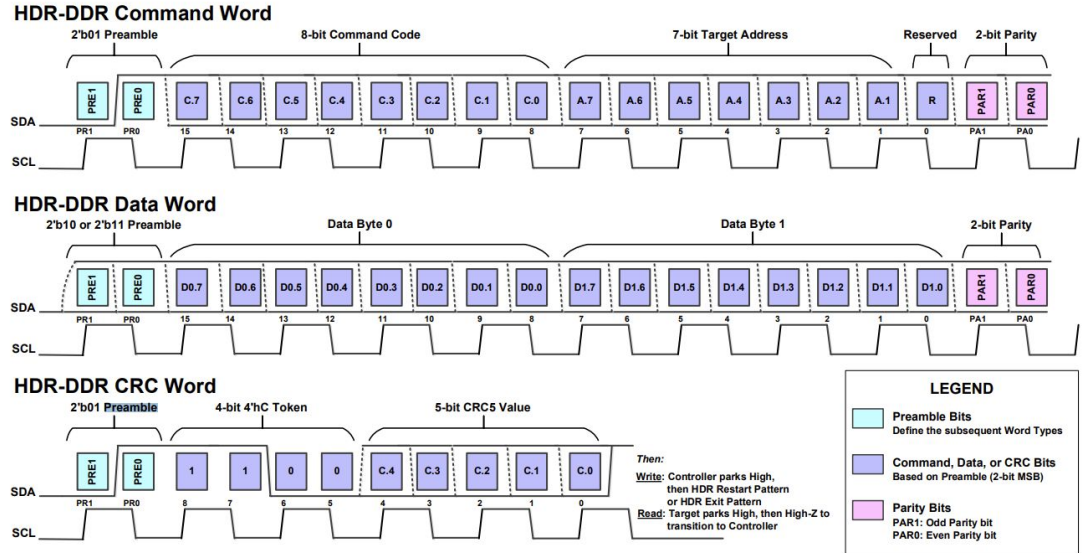 HDR-DDR Command Word
2'b01 Preamble 8-bit Command Code 7-bit Target Address Reserved 2-bit Parity
PRE1 PRE0 C.7 C.6 C.5 C.4 C.3 C.2 C.1 C.0 A.7 A.6 A.5 A.4 A.3 A.2 A.1 R PAR1 PAR0
SDA
PR1 PR0 15 14 13 12 11 10 9 8 7 6 5 4 3 2 1 0 PA1 PA0
SCL
HDR-DDR Data Word
2'b10 or 2'b11 Preamble Data Byte 0 Data Byte 1 2-bit Parity
PRE1 PRE0 D0.7 D0.6 D0.5 D0.4 D0.3 D0.2 D0.1 D0.0 D1.7 D1.6 D1.5 D1.4 D1.3 D1.2 D1.1 D1.0 PAR1 PAR0
SDA
PR1 PR0 15 14 13 12 11 10 9 8 7 6 5 4 3 2 1 0 PA1 PA0
SCL
HDR-DDR CRC Word
2'b01 Preamble 4-bit 4'hC Token 5-bit CRC5 Value
PRE1 PRE0 1 1 0 0 C.4 C.3 C.2 C.1 C.0
SDA
PR1 PR0 8 7 6 5 4 3 2 1 0
SCL
Then:
Write: Controller parks High,
then HDR Restart Pattern
or HDR Exit Pattern
Read: Target parks High, then High-Z to
transition to Controller
LEGEND
Preamble Bits
Define the subsequent Word Types
Command, Data, or CRC Bits
Based on Preamble (2-bit MSB)
Parity Bits
PAR1: Odd Parity bit
PAR0: Even Parity bit